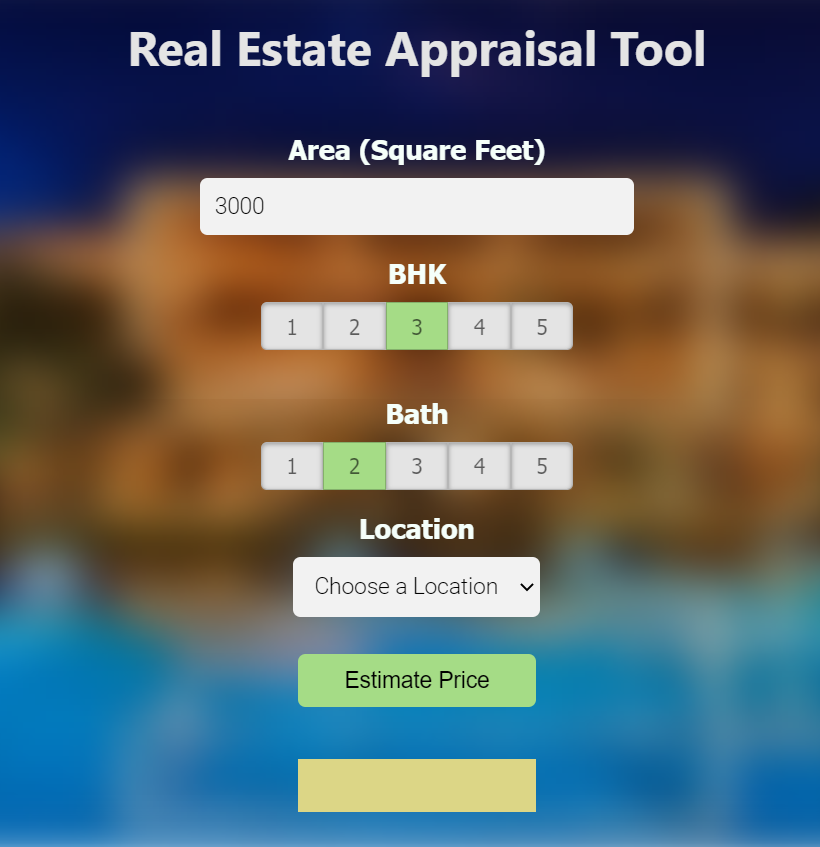 Real Estate Appraisal Tool
Area (Square Feet)
3000
BHK
1 2 3 4 5
Bath
1 2 3 4 5
Location
Choose a Location
Estimate Price